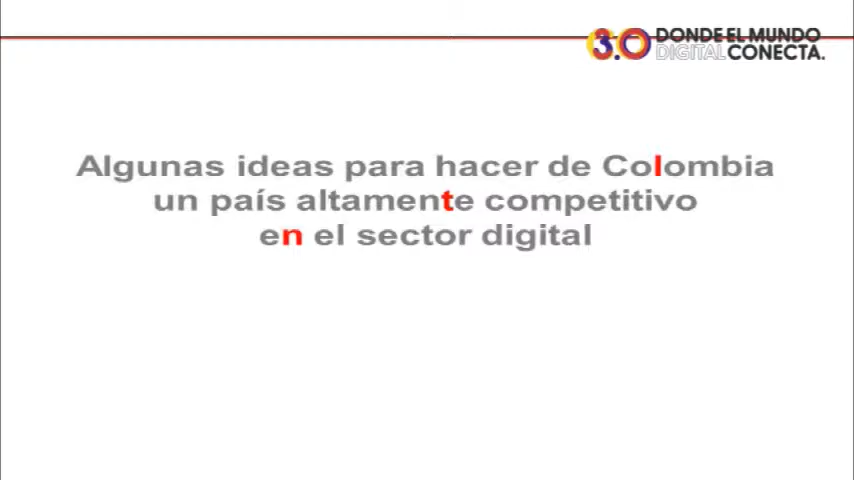 3.0 DONDE EL MUNDO
DIGITAL CONECTA.
Algunas ideas para hacer de Colombia
un país altamente competitivo
en el sector digital